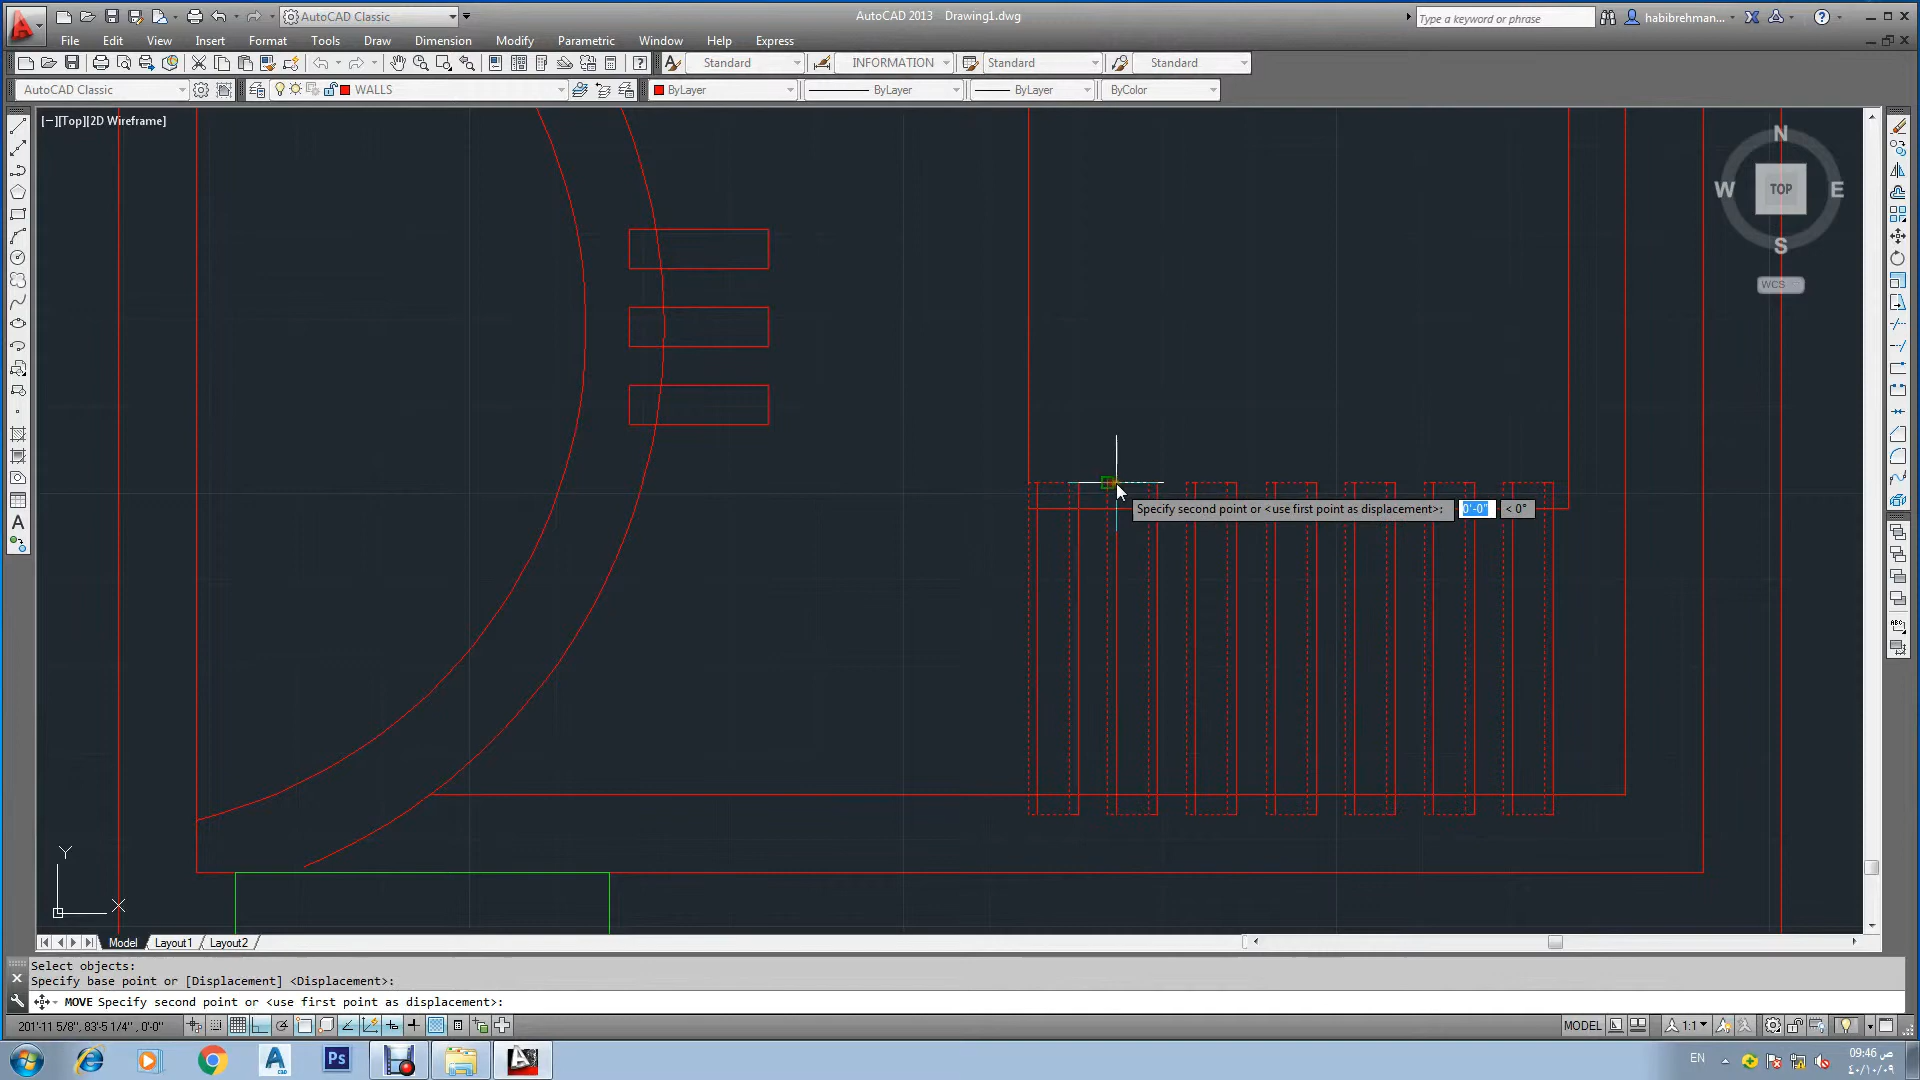 AutoCAD Classic
AutoCAD 2013 Drawing1.dwg
Type a keyword or phrase
habibrehman...
File Edit View Insert Format Tools Draw Dimension Modify Parametric Window Help Express
Standard INFORMATION Standard Standard
AutoCAD Classic WALLS ByLayer ByLayer ByLayer ByColor
[−][Top][2D Wireframe]
N
W TOP E
S
WCS
Specify second point or <use first point as displacement>: 0'-0" < 0°
Y
X
Model Layout1 Layout2
Select objects:
Specify base point or [Displacement] <Displacement>:
MOVE Specify second point or <use first point as displacement>:
201'-11 5/8", 83'-5 1/4" , 0'-0"
MODEL 1:1
Ps
EN
09:46 ص
٤٠/١٠/٠٩